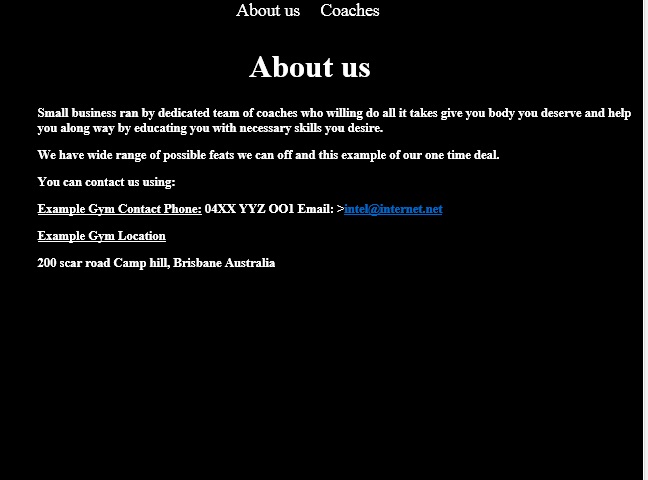 About us Coaches
About us
Small business ran by dedicated team of coaches who willing do all it takes give you body you deserve and help
you along way by educating you with necessary skills you desire.
We have wide range of possible feats we can off and this example of our one time deal.
You can contact us using:
Example Gym Contact Phone: 04XX YYZ OO1 Email: >intel@internet.net
Example Gym Location
200 scar road Camp hill, Brisbane Australia